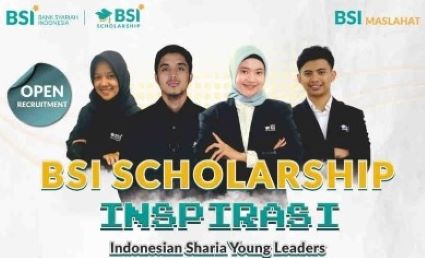 BSI BANK SYARIAH INDONESIA
BSI SCHOLARSHIP
BSI MASLAHAT
OPEN RECRUITMENT
BSI SCHOLARSHIP
INSPIRASI
Indonesian Sharia Young Leaders